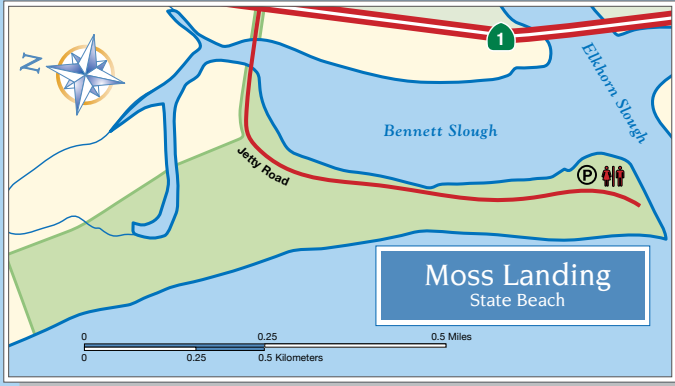 N
1
Elkhorn Slough
Bennett Slough
Jetty Road
P
Moss Landing
State Beach
0 0.25 0.5 Miles
0 0.25 0.5 Kilometers